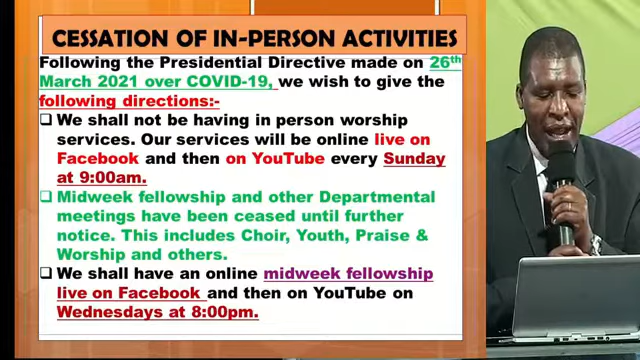 CESSATION OF IN-PERSON ACTIVITIES
Following the Presidential Directive made on 26th
March 2021 over COVID-19, we wish to give the
following directions:-
We shall not be having in person worship
services. Our services will be online live on
Facebook and then on YouTube every Sunday
at 9:00am.
Midweek fellowship and other Departmental
meetings have been ceased until further
notice. This includes Choir, Youth, Praise &
Worship and others.
We shall have an online midweek fellowship
live on Facebook and then on YouTube on
Wednesdays at 8:00pm.